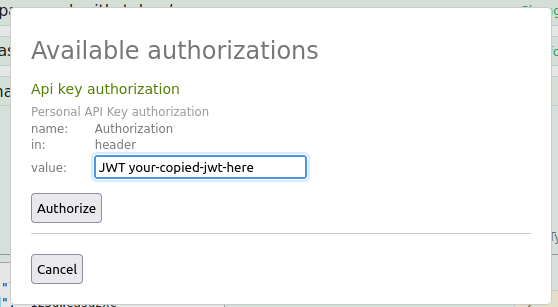 Available authorizations
Api key authorization
Personal API Key authorization
name: Authorization
in: header
value: JWT your-copied-jwt-here
Authorize
Cancel